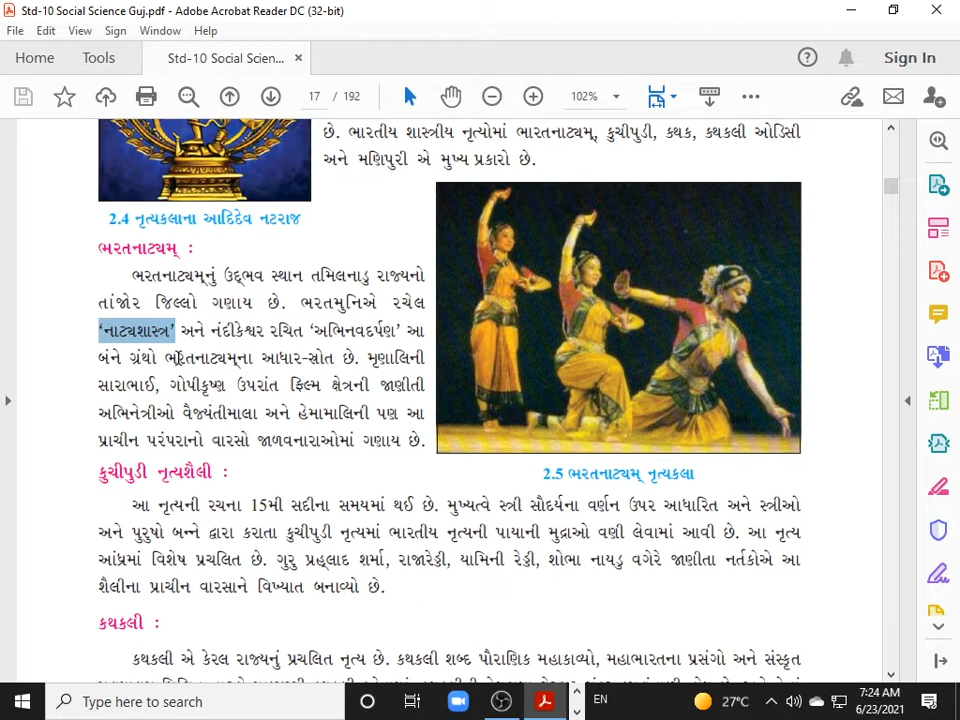 Std-10 Social Science Guj.pdf - Adobe Acrobat Reader DC (32-bit)
File Edit View Sign Window Help
Home Tools Std-10 Social Scien... × Sign In
17 / 192 102%
છે. ભારતીય શાસ્ત્રીય નૃત્યોમાં ભારતનાટ્યમ્, કુચીપુડી, કથક, કથકલી ઓડિસી
અને મણિપુરી એ મુખ્ય પ્રકારો છે.
2.4 નૃત્યકલાના આદિદેવ નટરાજ
ભરતનાટ્યમ્ :
ભરતનાટ્યમ્નું ઉદ્દભવ સ્થાન તમિલનાડુ રાજ્યનો
તાંજોર જિલ્લો ગણાય છે. ભરતમુનિએ રચેલ
‘નાટ્યશાસ્ત્ર’ અને નંદીકેશ્વર રચિત ‘અભિનવદર્પણ’ આ
બંને ગ્રંથો ભરતનાટ્યમ્ના આધાર-સ્રોત છે. મૃણાલિની
સારાભાઈ, ગોપીકૃષ્ણ ઉપરાંત ફિલ્મ ક્ષેત્રની જાણીતી
અભિનેત્રીઓ વૈજયંતીમાલા અને હેમામાલિની પણ આ
પ્રાચીન પરંપરાનો વારસો જાળવનારાઓમાં ગણાય છે.
2.5 ભરતનાટ્યમ્ નૃત્યકલા
કુચીપુડી નૃત્યશૈલી :
આ નૃત્યની રચના 15મી સદીના સમયમાં થઈ છે. મુખ્યત્વે સ્ત્રી સૌદર્યના વર્ણન ઉપર આધારિત અને સ્ત્રીઓ
અને પુરુષો બન્ને દ્વારા કરાતા કુચીપુડી નૃત્યમાં ભારતીય નૃત્યની પાયાની મુદ્રાઓ વણી લેવામાં આવી છે. આ નૃત્ય
આંધ્રમાં વિશેષ પ્રચલિત છે. ગુરુ પ્રહ્લાદ શર્મા, રાજારેડ્ડી, યામિની રેડ્ડી, શોભા નાયડુ વગેરે જાણીતા નર્તકોએ આ
શૈલીના પ્રાચીન વારસાને વિખ્યાત બનાવ્યો છે.
કથકલી :
કથકલી એ કેરલ રાજ્યનું પ્રચલિત નૃત્ય છે. કથકલી શબ્દ પૌરાણિક મહાકાવ્યો, મહાભારતના પ્રસંગો અને સંસ્કૃત
Type here to search EN 27°C 7:24 AM
6/23/2021